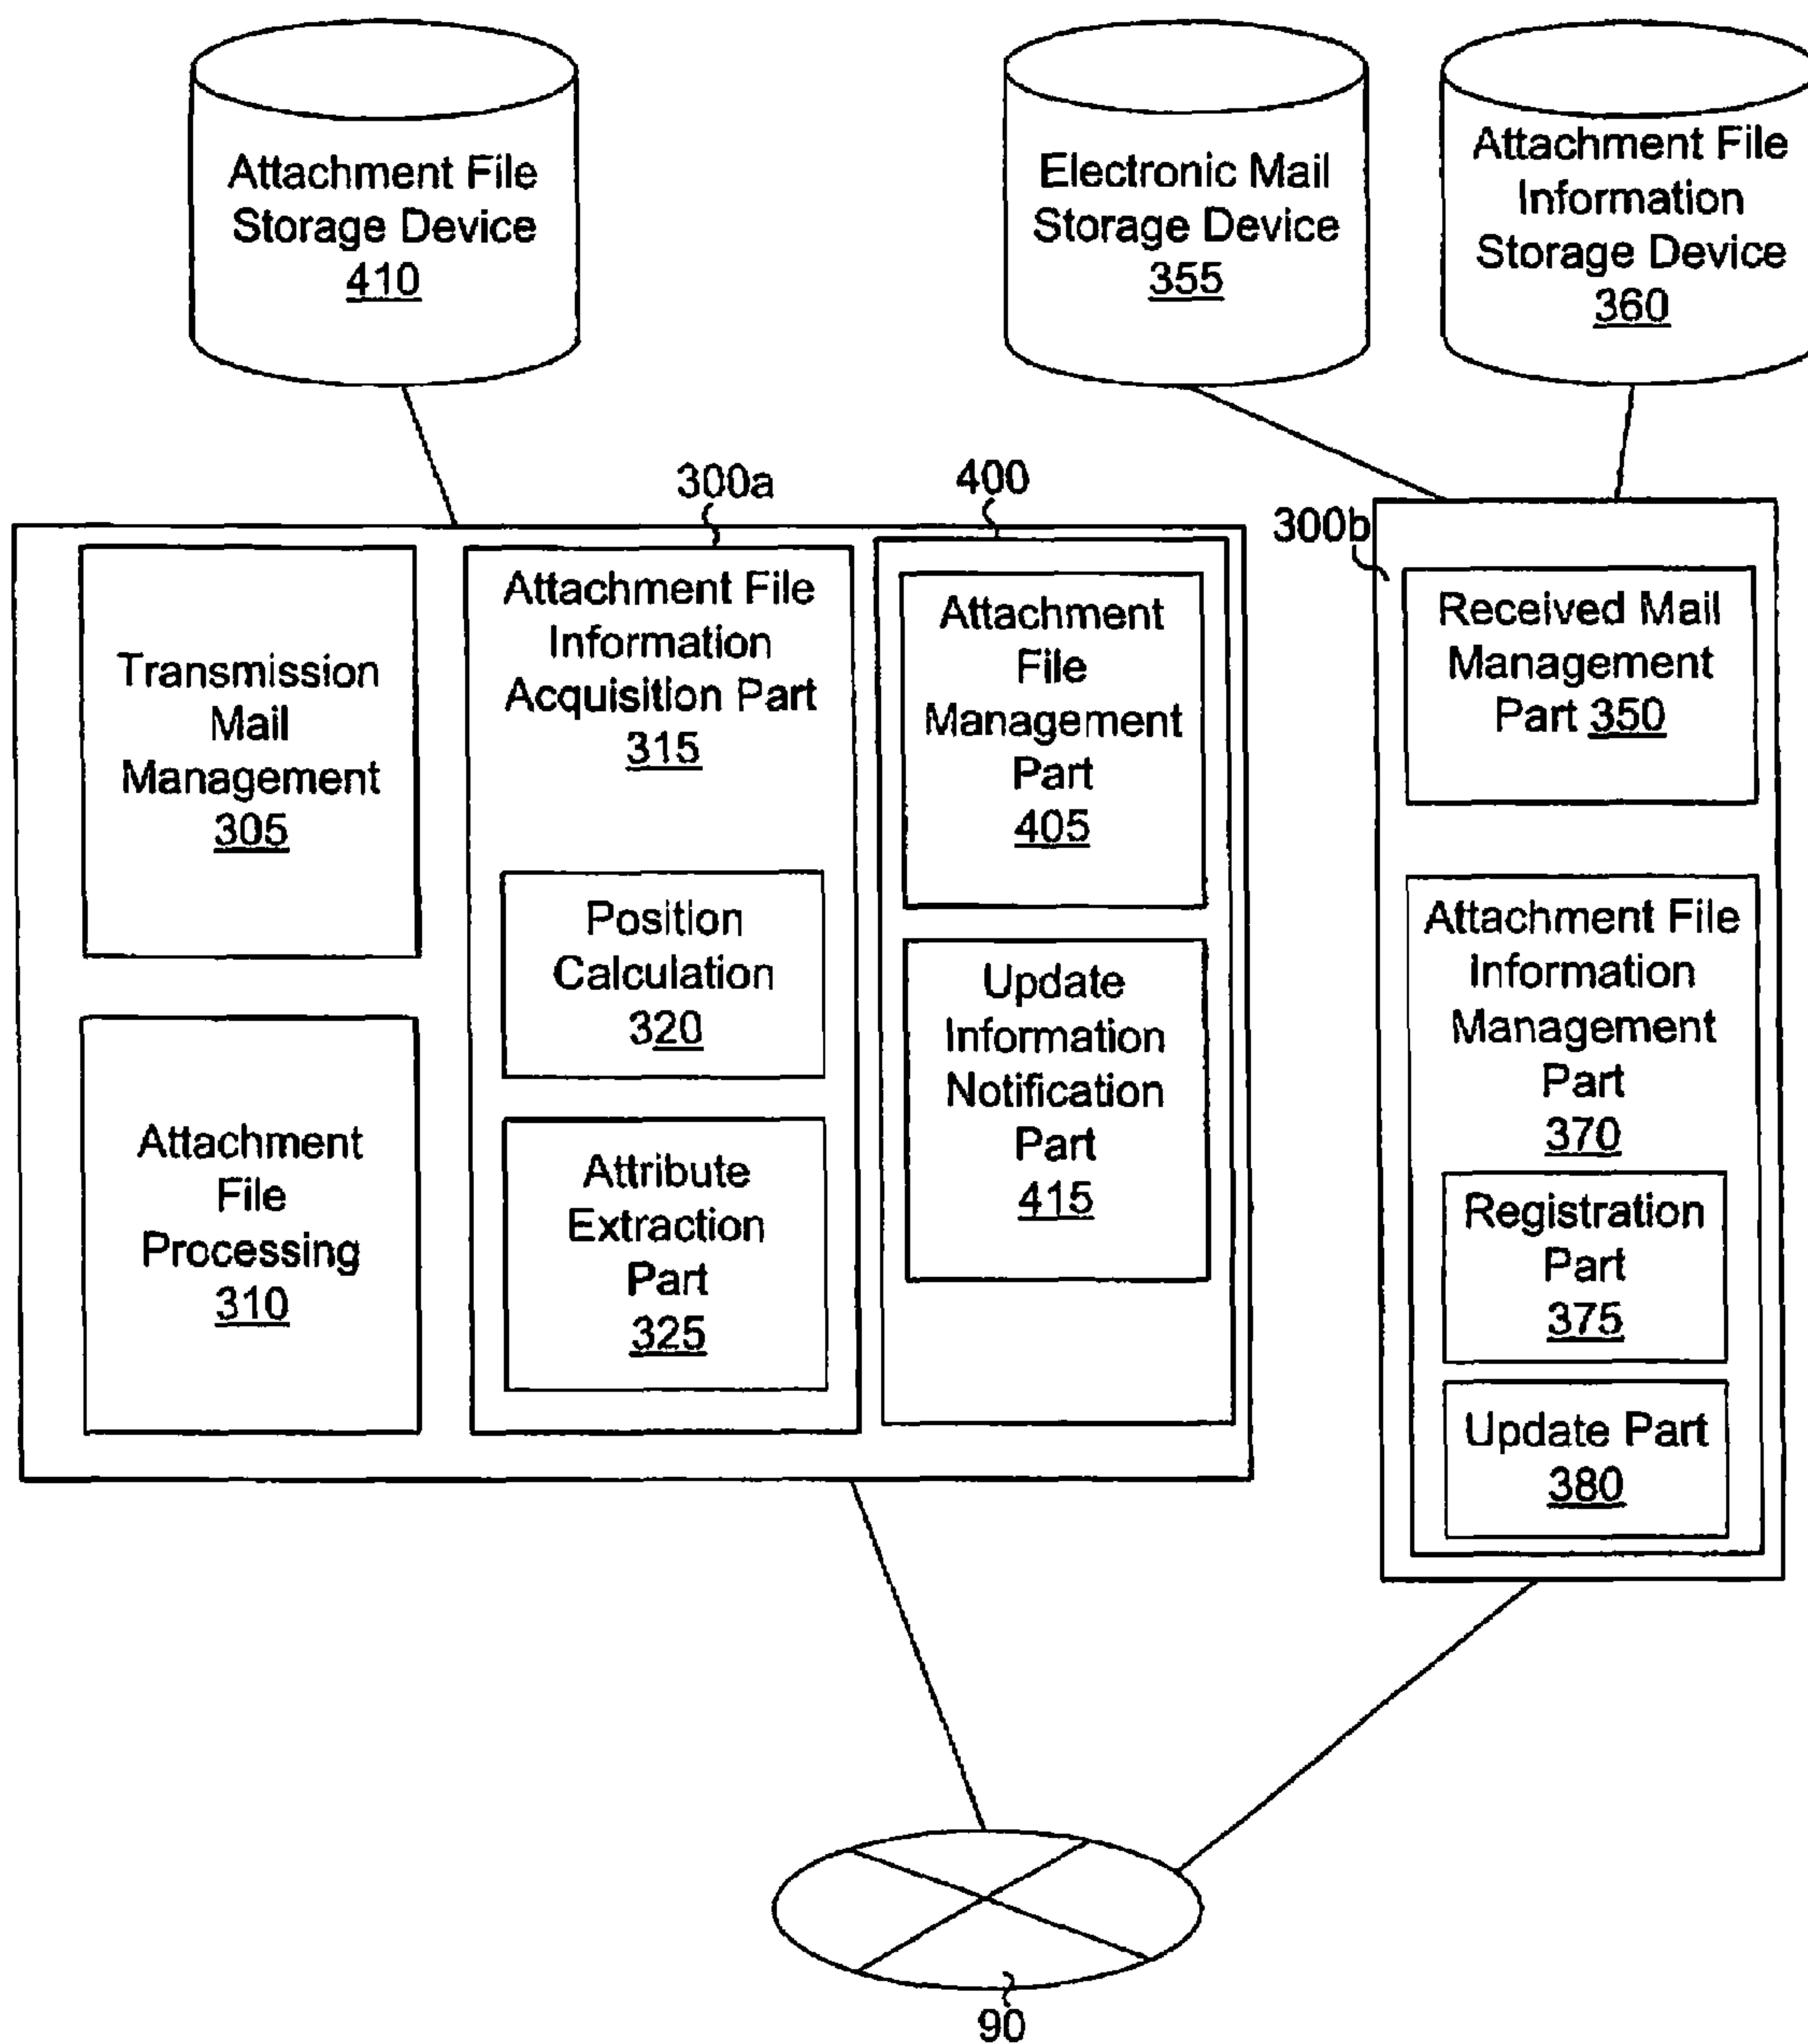 Attachment File
Storage Device
410
Electronic Mail
Storage Device
355
Attachment File
Information
Storage Device
360
300a
400
300b
Transmission
Mail
Management
305
Attachment
File
Processing
310
Attachment File
Information
Acquisition Part
315
Position
Calculation
320
Attribute
Extraction
Part
325
Attachment
File
Management
Part
405
Update
Information
Notification
Part
415
Received Mail
Management
Part 350
Attachment File
Information
Management
Part
370
Registration
Part
375
Update Part
380
90